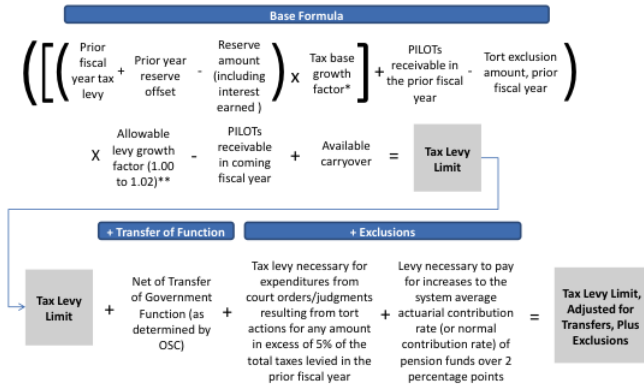 Base Formula
( [ ( Prior
fiscal
year tax
levy
+
Prior year
reserve
offset
-
Reserve
amount
(including
interest
earned )
)
X
Tax base
growth
factor*
]
+
PILOTs
receivable in
the prior fiscal
year
-
Tort exclusion
amount, prior
fiscal year
)
X
Allowable
levy growth
factor (1.00
to 1.02)**
-
PILOTs
receivable
in coming
fiscal year
+
Available
carryover
=
Tax Levy
Limit
+ Transfer of Function
+ Exclusions
Tax Levy
Limit
+
Net of Transfer
of Government
Function (as
determined by
OSC)
+
Tax levy necessary for
expenditures from
court orders/judgments
resulting from tort
actions for any amount
in excess of 5% of the
total taxes levied in the
prior fiscal year
+
Levy necessary to pay
for increases to the
system average
actuarial contribution
rate (or normal
contribution rate) of
pension funds over 2
percentage points
=
Tax Levy Limit,
Adjusted for
Transfers, Plus
Exclusions